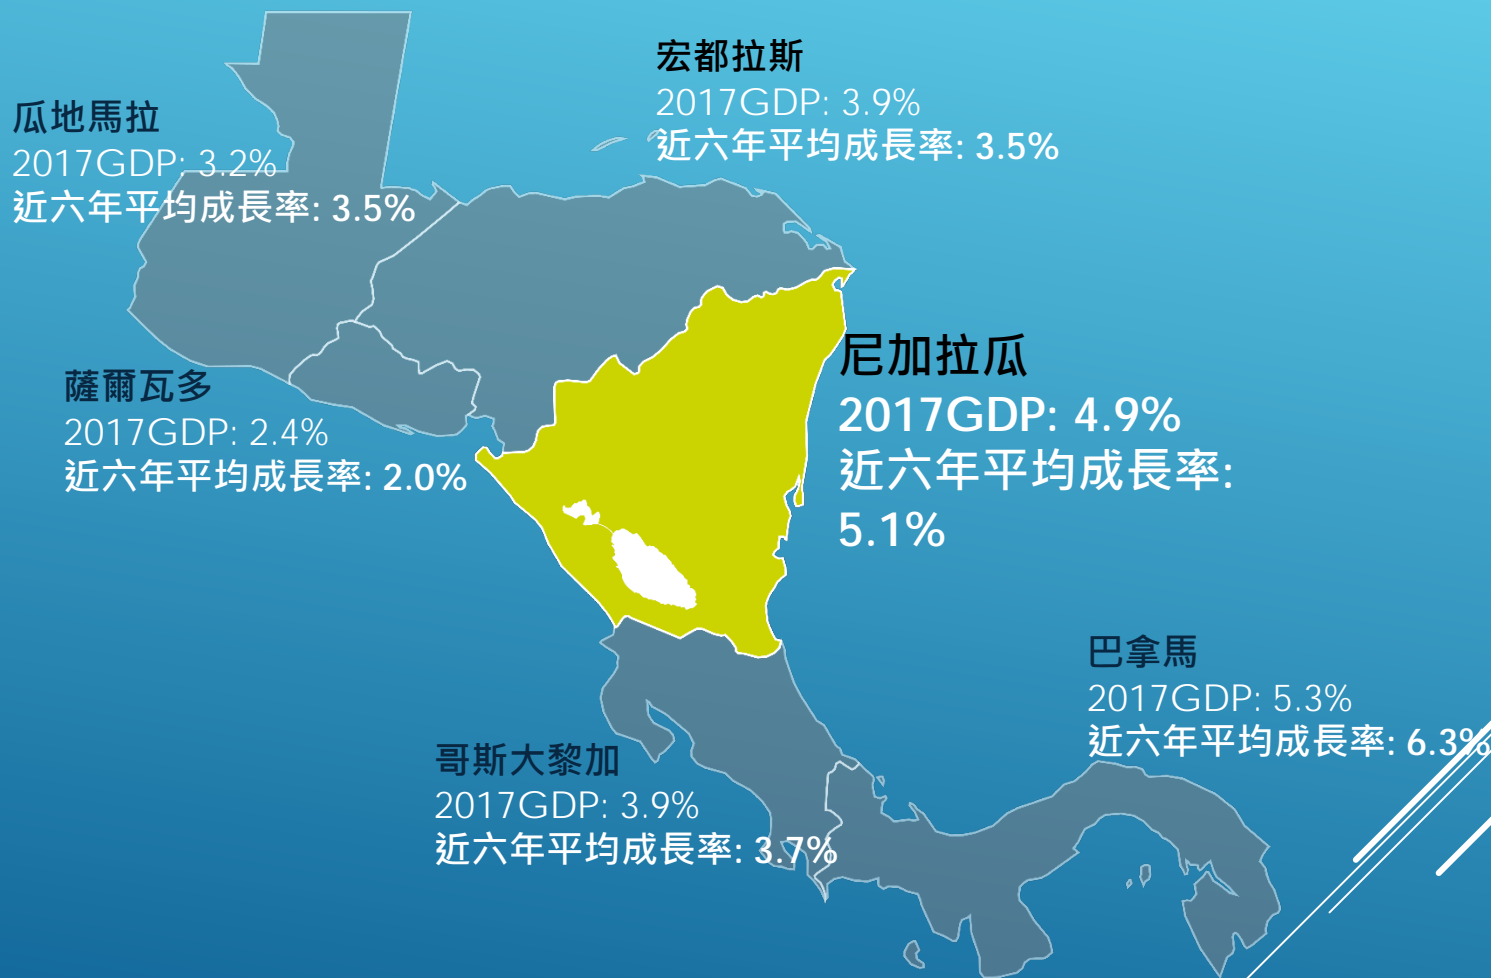 宏都拉斯
2017GDP: 3.9%
近六年平均成長率: 3.5%
瓜地馬拉
2017GDP: 3.2%
近六年平均成長率: 3.5%
尼加拉瓜
2017GDP: 4.9%
近六年平均成長率:
5.1%
薩爾瓦多
2017GDP: 2.4%
近六年平均成長率: 2.0%
巴拿馬
2017GDP: 5.3%
近六年平均成長率: 6.3%
哥斯大黎加
2017GDP: 3.9%
近六年平均成長率: 3.7%